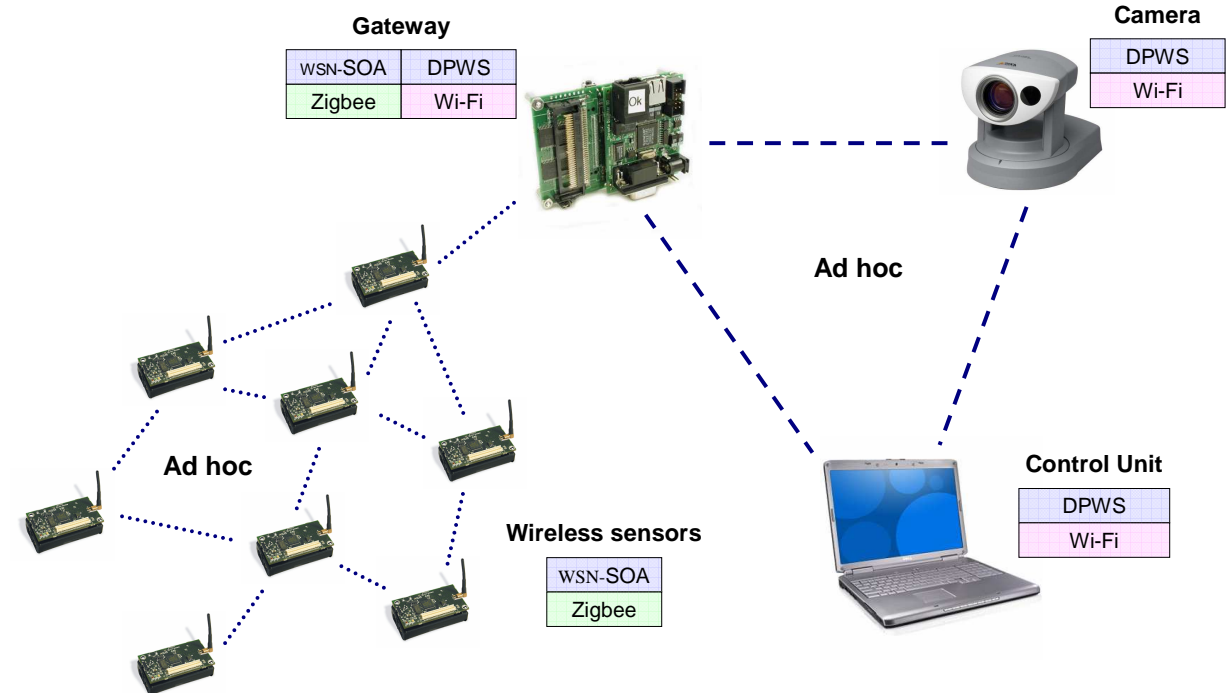 Gateway
WSN-SOA DPWS
Zigbee Wi-Fi
Ok
Camera
DPWS
Wi-Fi
Ad hoc
Ad hoc
Control Unit
DPWS
Wi-Fi
Wireless sensors
WSN-SOA
Zigbee